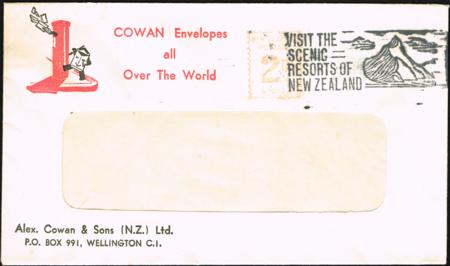 COWAN Envelopes
all
Over The World
2
VISIT THE
SCENIC
RESORTS OF
NEW ZEALAND
Alex. Cowan & Sons (N.Z.) Ltd.
P.O. BOX 991, WELLINGTON C.1.